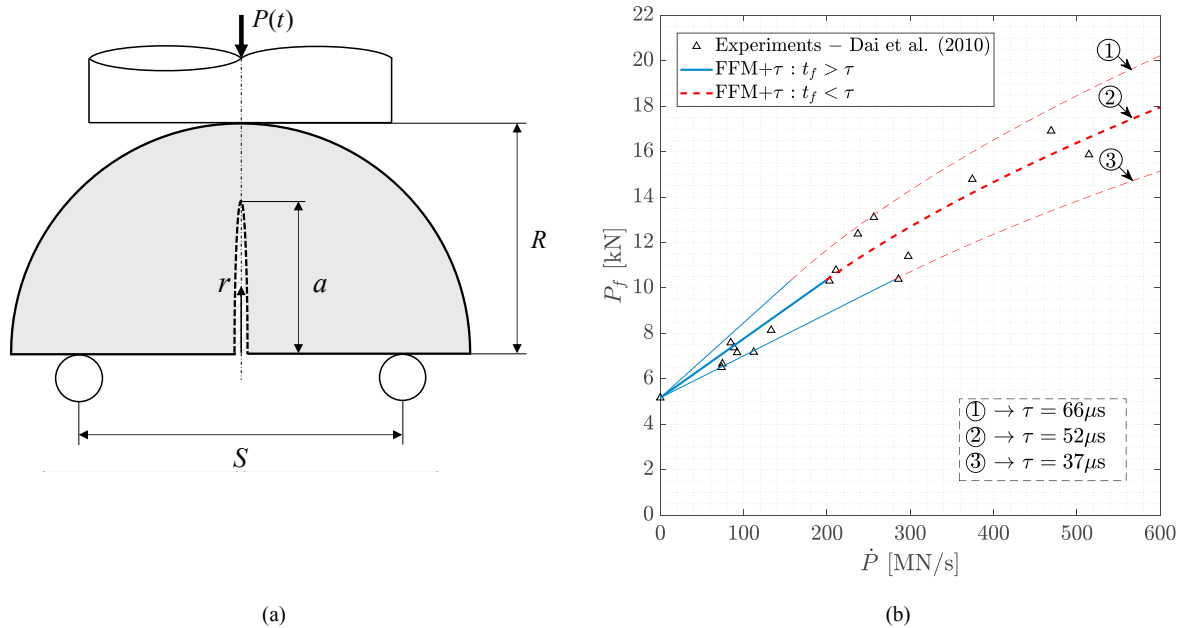 P(t)
r
a
R
S
(a)
Experiments − Dai et al. (2010)
FFM+τ : t_f > τ
FFM+τ : t_f < τ
22
20
18
16
14
12
10
8
6
4
2
0
P_f [kN]
1
2
3
① → τ = 66μs
② → τ = 52μs
③ → τ = 37μs
0 100 200 300 400 500 600
Ṗ [MN/s]
(b)